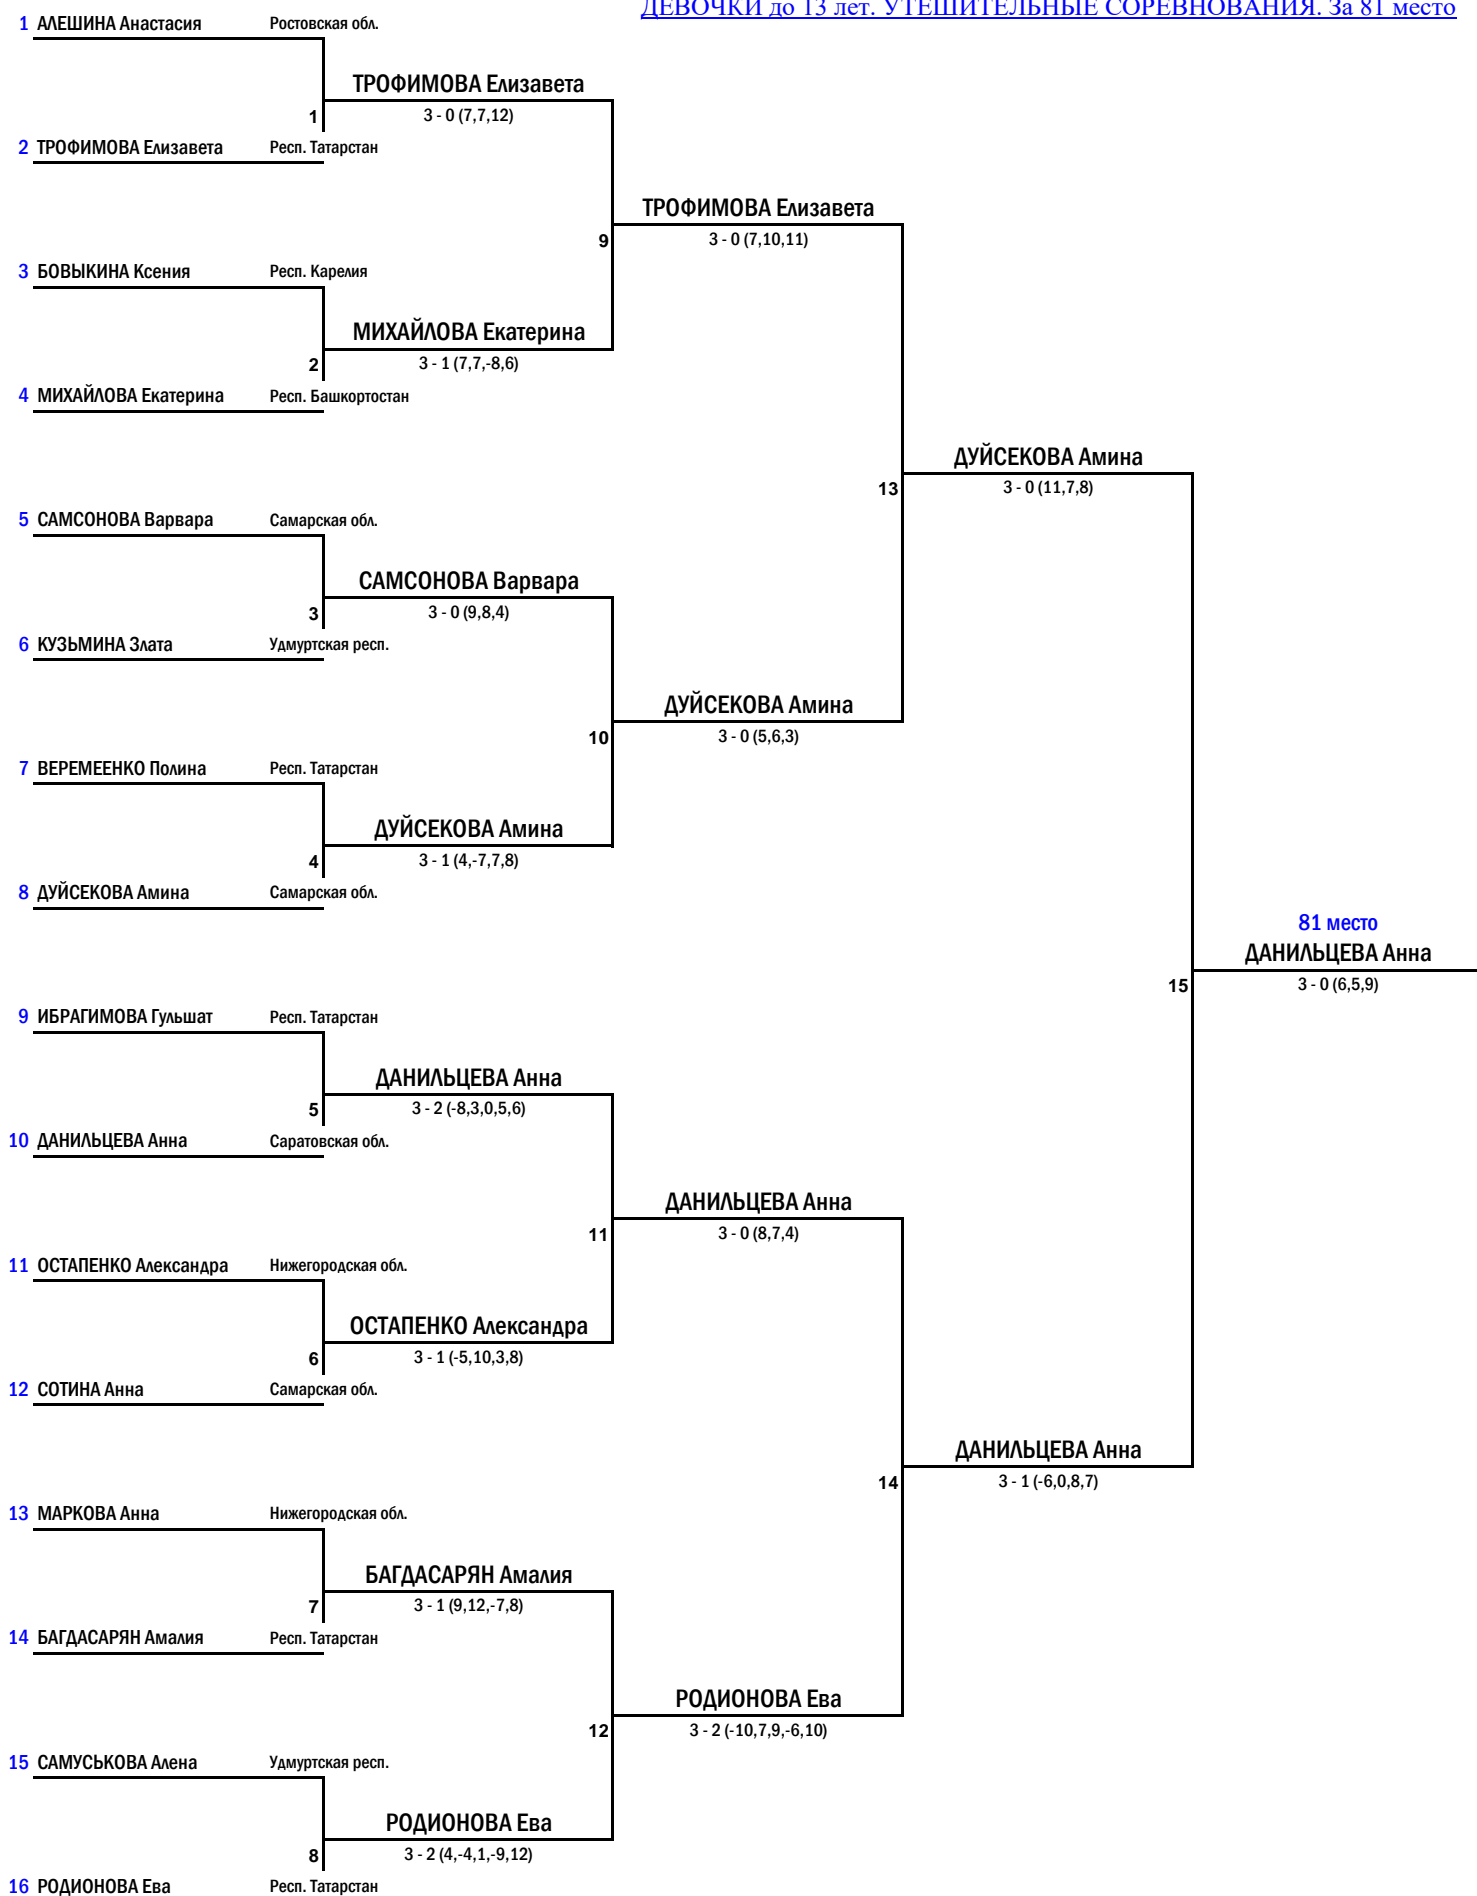 ДЕВОЧКИ до 13 лет. УТЕШИТЕЛЬНЫЕ СОРЕВНОВАНИЯ. За 81 место
1 АЛЕШИНА Анастасия Ростовская обл.
ТРОФИМОВА Елизавета
1 3 - 0 (7,7,12)
2 ТРОФИМОВА Елизавета Респ. Татарстан
ТРОФИМОВА Елизавета
9 3 - 0 (7,10,11)
3 БОВЫКИНА Ксения Респ. Карелия
МИХАЙЛОВА Екатерина
2 3 - 1 (7,7,-8,6)
4 МИХАЙЛОВА Екатерина Респ. Башкортостан
ДУЙСЕКОВА Амина
13 3 - 0 (11,7,8)
5 САМСОНОВА Варвара Самарская обл.
САМСОНОВА Варвара
3 3 - 0 (9,8,4)
6 КУЗЬМИНА Злата Удмуртская респ.
ДУЙСЕКОВА Амина
10 3 - 0 (5,6,3)
7 ВЕРЕМЕЕНКО Полина Респ. Татарстан
ДУЙСЕКОВА Амина
4 3 - 1 (4,-7,7,8)
8 ДУЙСЕКОВА Амина Самарская обл.
81 место
ДАНИЛЬЦЕВА Анна
15 3 - 0 (6,5,9)
9 ИБРАГИМОВА Гульшат Респ. Татарстан
ДАНИЛЬЦЕВА Анна
5 3 - 2 (-8,3,0,5,6)
10 ДАНИЛЬЦЕВА Анна Саратовская обл.
ДАНИЛЬЦЕВА Анна
11 3 - 0 (8,7,4)
11 ОСТАПЕНКО Александра Нижегородская обл.
ОСТАПЕНКО Александра
6 3 - 1 (-5,10,3,8)
12 СОТИНА Анна Самарская обл.
ДАНИЛЬЦЕВА Анна
14 3 - 1 (-6,0,8,7)
13 МАРКОВА Анна Нижегородская обл.
БАГДАСАРЯН Амалия
7 3 - 1 (9,12,-7,8)
14 БАГДАСАРЯН Амалия Респ. Татарстан
РОДИОНОВА Ева
12 3 - 2 (-10,7,9,-6,10)
15 САМУСЬКОВА Алена Удмуртская респ.
РОДИОНОВА Ева
8 3 - 2 (4,-4,1,-9,12)
16 РОДИОНОВА Ева Респ. Татарстан